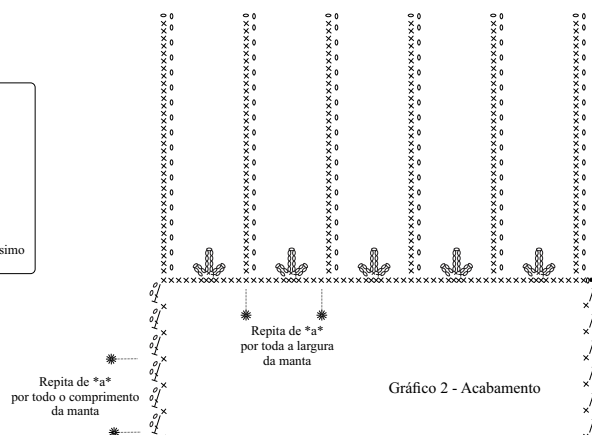 simo
Repita de *a*
por toda a largura
da manta
Repita de *a*
por todo o comprimento
da manta
Gráfico 2 - Acabamento